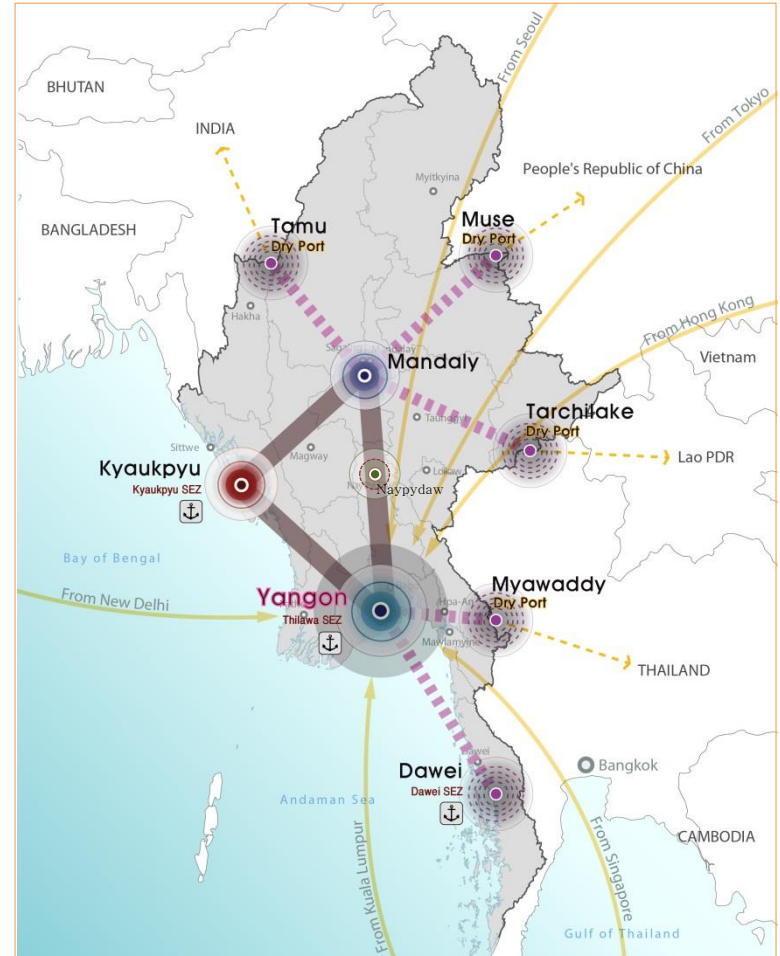 From Seoul
BHUTAN
From Tokyo
INDIA
People's Republic of China
Myitkyina
BANGLADESH
Tamu
Dry Port
Muse
Dry Port
Hakha
From Hong Kong
Mandaly
Vietnam
Taunggyi
Tarchilake
Dry Port
Sittwe
Magway
Loikaw
Lao PDR
Kyaukpyu
Kyaukpyu SEZ
Naypydaw
Bay of Bengal
From New Delhi
Yangon
Thilawa SEZ
Hpa-An
Mawlamyine
Myawaddy
Dry Port
THAILAND
Dawei
Dawei
Dawei SEZ
Bangkok
Andaman Sea
From Kuala Lumpur
From Singapore
CAMBODIA
Gulf of Thailand